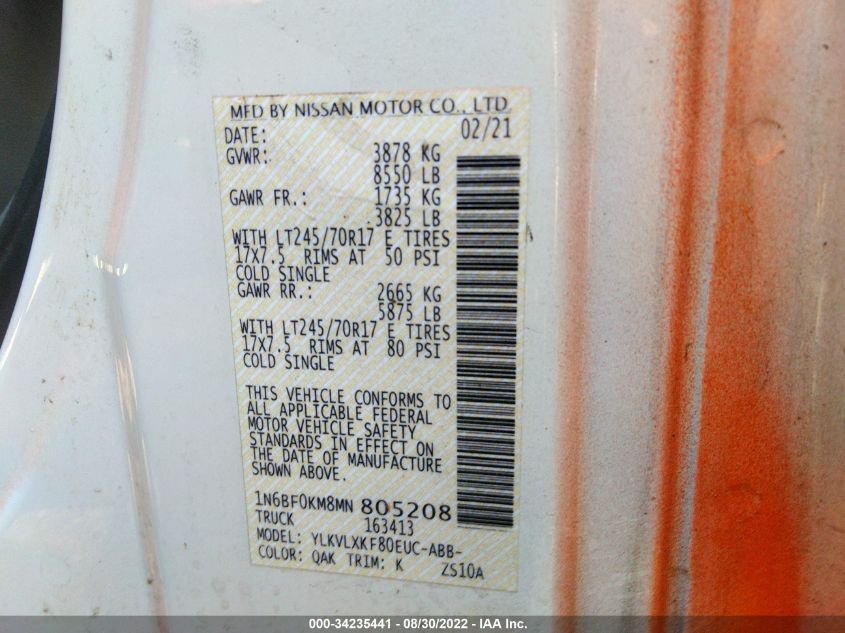 MFD BY NISSAN MOTOR CO., LTD.
DATE: 02/21
GVWR: 3878 KG
8550 LB
GAWR FR.: 1735 KG
3825 LB
WITH LT245/70R17 E TIRES
17X7.5 RIMS AT 50 PSI
COLD SINGLE
GAWR RR.: 2665 KG
5875 LB
WITH LT245/70R17 E TIRES
17X7.5 RIMS AT 80 PSI
COLD SINGLE
THIS VEHICLE CONFORMS TO
ALL APPLICABLE FEDERAL
MOTOR VEHICLE SAFETY
STANDARDS IN EFFECT ON
THE DATE OF MANUFACTURE
SHOWN ABOVE.
1N6BF0KM8MN 805208
TRUCK 163413
MODEL: YLKVLXKF80EUC-ABB-
COLOR: QAK TRIM: K ZS10A
000-34235441 - 08/30/2022 - IAA Inc.